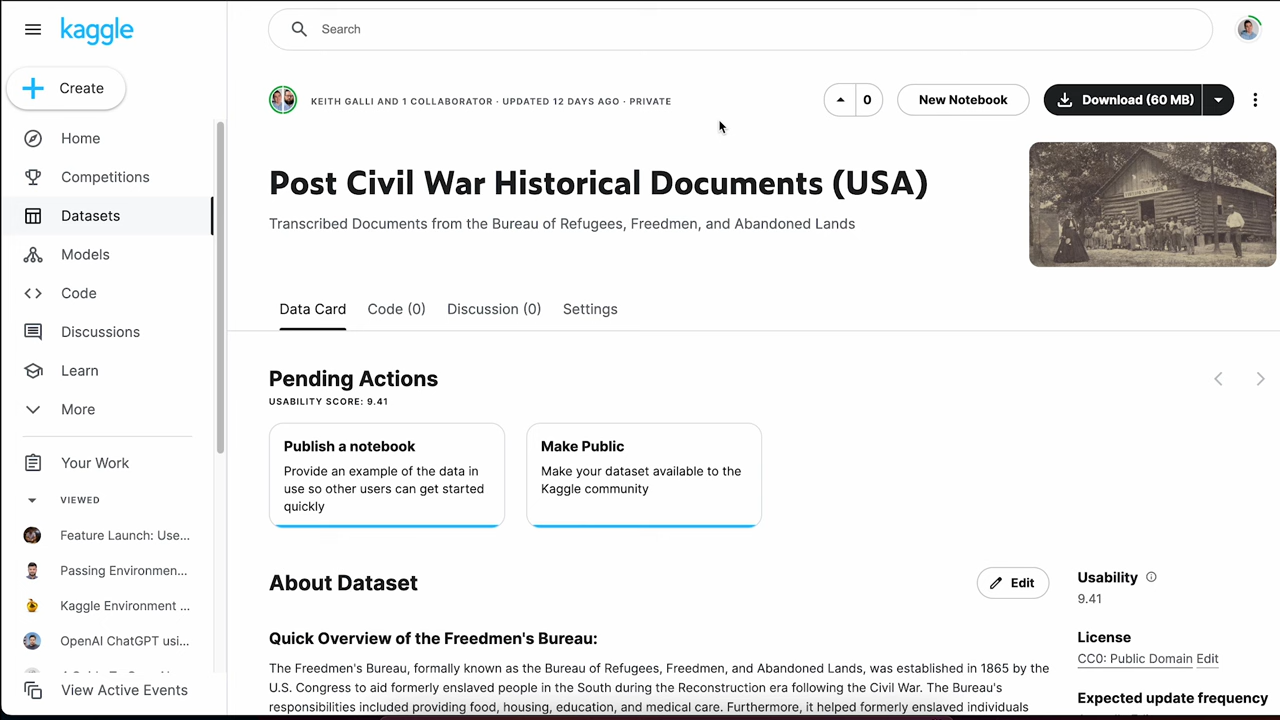 kaggle
Search
Create
Home
Competitions
Datasets
Models
Code
Discussions
Learn
More
Your Work
VIEWED
Feature Launch: Use...
Passing Environmen...
Kaggle Environment ...
OpenAI ChatGPT usi...
View Active Events
KEITH GALLI AND 1 COLLABORATOR · UPDATED 12 DAYS AGO · PRIVATE
0
New Notebook
Download (60 MB)
Post Civil War Historical Documents (USA)
Transcribed Documents from the Bureau of Refugees, Freedmen, and Abandoned Lands
Data Card
Code (0)
Discussion (0)
Settings
Pending Actions
USABILITY SCORE: 9.41
Publish a notebook
Provide an example of the data in
use so other users can get started
quickly
Make Public
Make your dataset available to the
Kaggle community
About Dataset
Edit
Quick Overview of the Freedmen's Bureau:
The Freedmen's Bureau, formally known as the Bureau of Refugees, Freedmen, and Abandoned Lands, was established in 1865 by the
U.S. Congress to aid formerly enslaved people in the South during the Reconstruction era following the Civil War. The Bureau's
responsibilities included providing food, housing, education, and medical care. Furthermore, it helped formerly enslaved individuals
Usability
9.41
License
CC0: Public Domain Edit
Expected update frequency